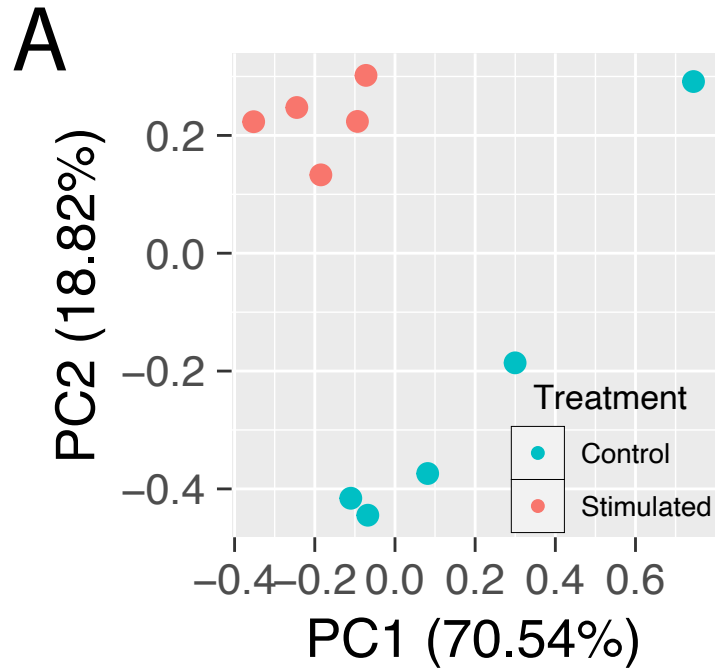 A
PC2 (18.82%)
0.2
0.0
−0.2
−0.4
Treatment
Control
Stimulated
−0.4 −0.2 0.0 0.2 0.4 0.6
PC1 (70.54%)